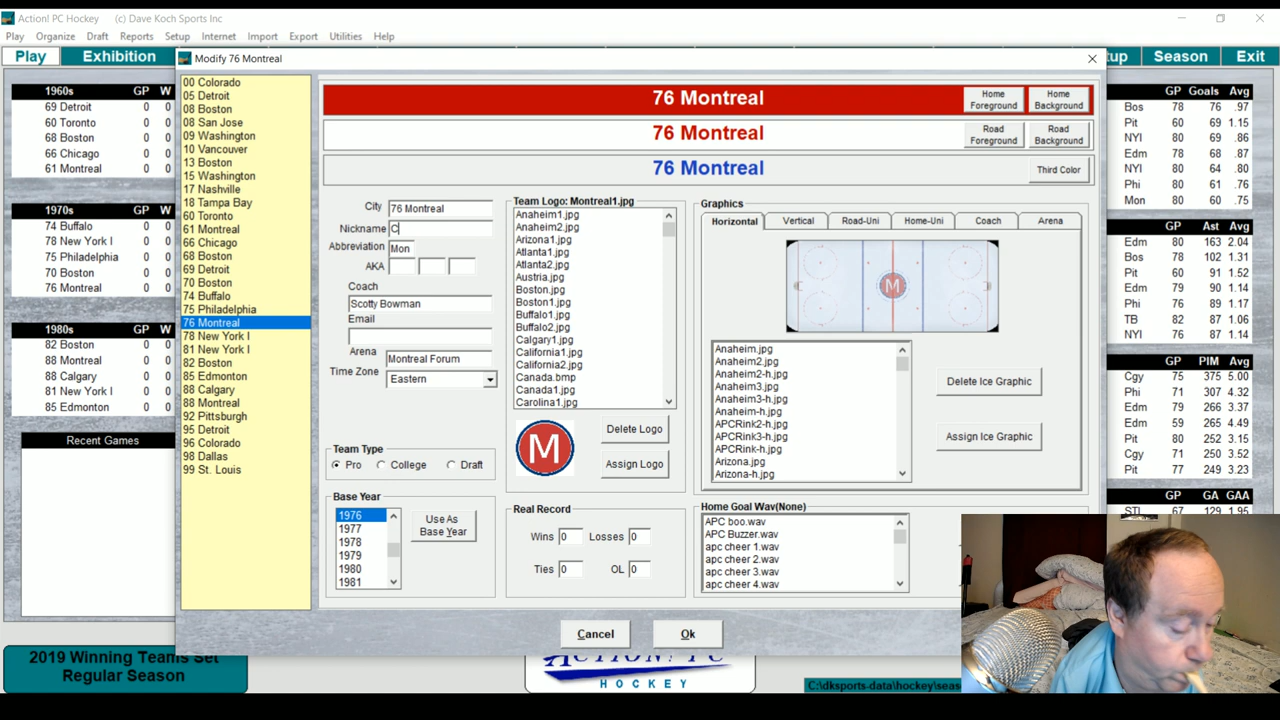 Action! PC Hockey (c) Dave Koch Sports Inc
Play Organize Draft Reports Setup Internet Import Export Utilities Help
Play Exhibition up Season Exit
Modify 76 Montreal
1960s GP W
69 Detroit 0 0
60 Toronto 0 0
68 Boston 0 0
66 Chicago 0 0
61 Montreal 0 0
1970s GP W
74 Buffalo 0 0
78 New York I 0 0
75 Philadelphia 0 0
70 Boston 0 0
76 Montreal 0 0
1980s GP W
82 Boston 0 0
88 Montreal 0 0
88 Calgary 0 0
81 New York I 0 0
85 Edmonton 0 0
Recent Games
2019 Winning Teams Set
Regular Season
00 Colorado
05 Detroit
08 Boston
08 San Jose
09 Washington
10 Vancouver
13 Boston
15 Washington
17 Nashville
18 Tampa Bay
60 Toronto
61 Montreal
66 Chicago
68 Boston
69 Detroit
70 Boston
74 Buffalo
75 Philadelphia
76 Montreal
78 New York I
81 New York I
82 Boston
85 Edmonton
88 Calgary
88 Montreal
92 Pittsburgh
95 Detroit
96 Colorado
98 Dallas
99 St. Louis
76 Montreal
Home Foreground
Home Background
76 Montreal
Road Foreground
Road Background
76 Montreal
Third Color
City 76 Montreal
Nickname C
Abbreviation Mon
AKA
Coach
Scotty Bowman
Email
Arena Montreal Forum
Time Zone Eastern
Team Type
Pro College Draft
Base Year
1976
1977
1978
1979
1980
1981
Use As
Base Year
Team Logo: Montreal1.jpg
Anaheim1.jpg
Anaheim2.jpg
Arizona1.jpg
Atlanta1.jpg
Atlanta2.jpg
Austria.jpg
Boston.jpg
Boston1.jpg
Buffalo1.jpg
Buffalo2.jpg
Calgary1.jpg
California1.jpg
California2.jpg
Canada.bmp
Canada1.jpg
Carolina1.jpg
M
Delete Logo
Assign Logo
Real Record
Wins 0 Losses 0
Ties 0 OL 0
Graphics
Horizontal Vertical Road-Uni Home-Uni Coach Arena
M
Anaheim.jpg
Anaheim2.jpg
Anaheim2-h.jpg
Anaheim3.jpg
Anaheim3-h.jpg
Anaheim-h.jpg
APCRink2-h.jpg
APCRink3-h.jpg
APCRink-h.jpg
Arizona.jpg
Arizona-h.jpg
Delete Ice Graphic
Assign Ice Graphic
Home Goal Wav(None)
APC boo.wav
APC Buzzer.wav
apc cheer 1.wav
apc cheer 2.wav
apc cheer 3.wav
apc cheer 4.wav
Cancel Ok
HOCKEY
C:\dksports-data\hockey\seas
GP Goals Avg
Bos 78 76 .97
Pit 60 69 1.15
NYI 80 69 .86
Edm 78 68 .87
NYI 80 64 .80
Phi 80 61 .76
Mon 80 60 .75
GP Ast Avg
Edm 80 163 2.04
Bos 78 102 1.31
Pit 60 91 1.52
Edm 79 90 1.14
Phi 76 89 1.17
TB 82 87 1.06
NYI 76 87 1.14
GP PIM Avg
Cgy 75 375 5.00
Phi 71 307 4.32
Edm 79 266 3.37
Det 59 265 4.49
Pit 80 252 3.15
Cgy 71 250 3.52
Pit 77 249 3.23
GP GA GAA
STL 67 129 1.95